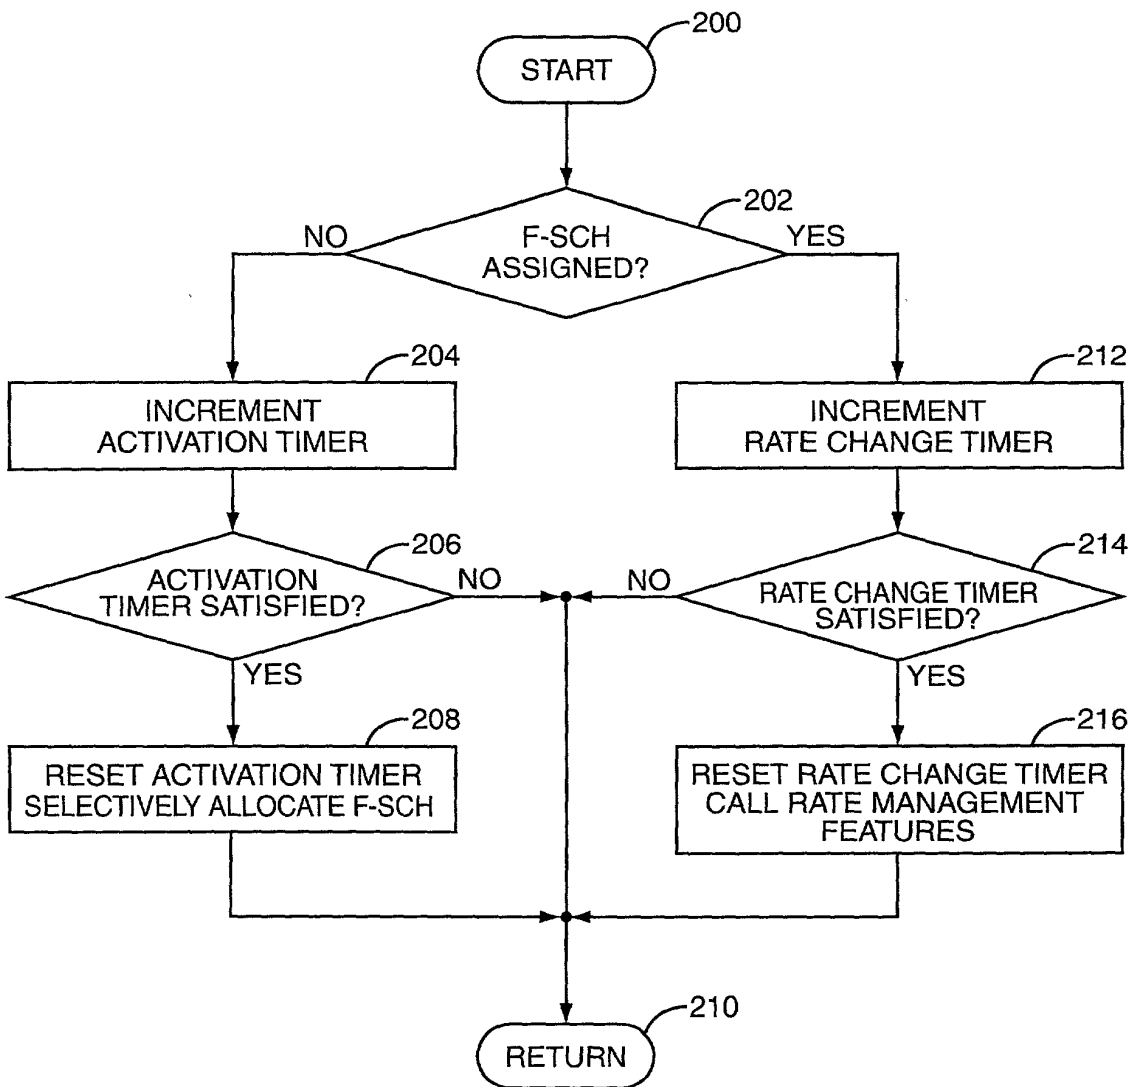 200
START
202
F-SCH
ASSIGNED?
NO
YES
204
INCREMENT
ACTIVATION TIMER
212
INCREMENT
RATE CHANGE TIMER
206
ACTIVATION
TIMER SATISFIED?
NO
YES
214
RATE CHANGE TIMER
SATISFIED?
NO
YES
208
RESET ACTIVATION TIMER
SELECTIVELY ALLOCATE F-SCH
216
RESET RATE CHANGE TIMER
CALL RATE MANAGEMENT
FEATURES
210
RETURN